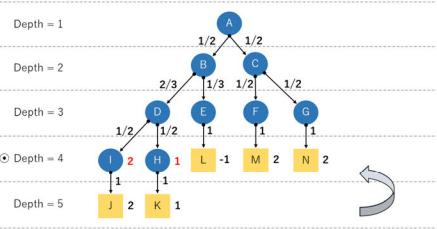 Depth = 1
A
1/2 1/2
Depth = 2
B C
2/3 1/3 1/2 1/2
Depth = 3
D E F G
1/2 1/2 1 1 1
Depth = 4
I 2 H 1 L -1 M 2 N 2
1 1
Depth = 5
J 2 K 1